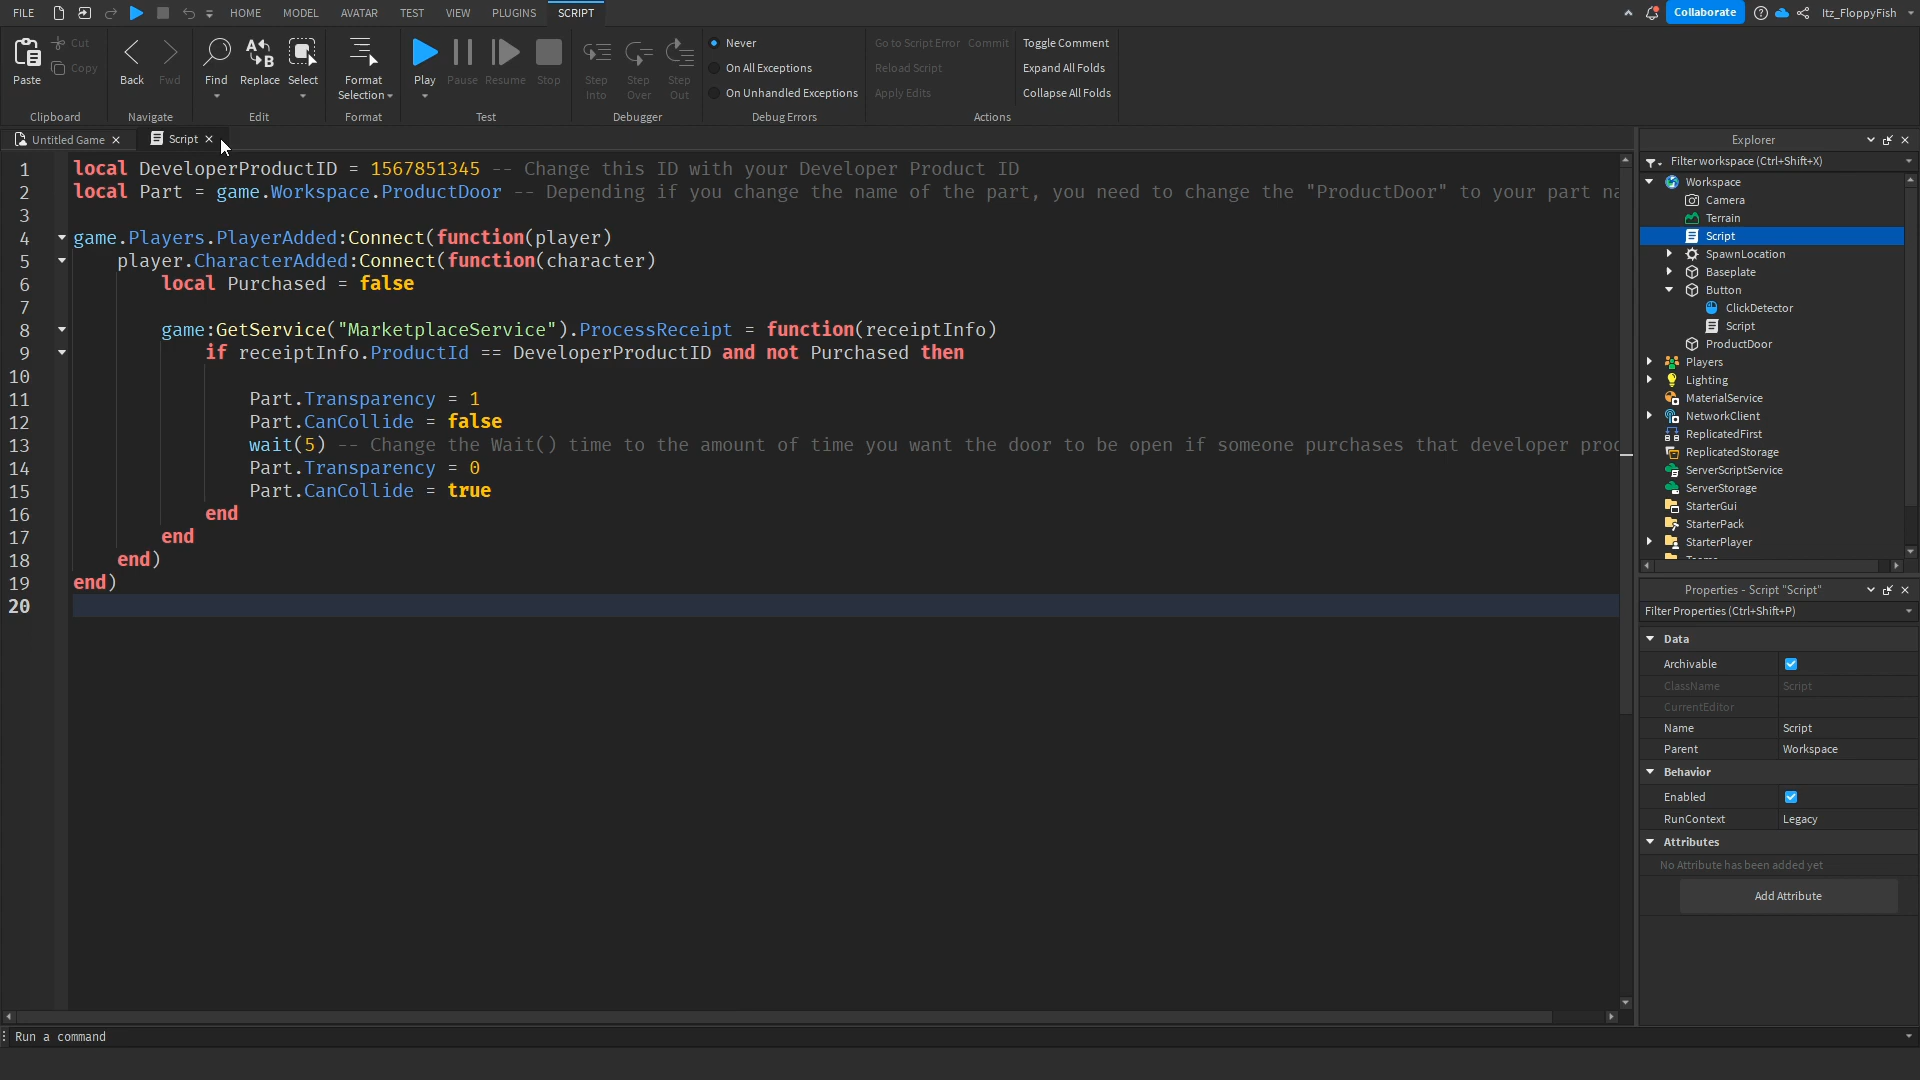 FILE HOME MODEL AVATAR TEST VIEW PLUGINS SCRIPT Collaborate Itz_FloppyFish
Paste Cut Copy
Clipboard
Back Fwd
Navigate
Find Replace Select
Edit
Format Selection
Format
Play Pause Resume Stop
Test
Step Into Step Over Step Out
Debugger
Never
On All Exceptions
On Unhandled Exceptions
Debug Errors
Go to Script Error Commit Toggle Comment
Reload Script Expand All Folds
Apply Edits Collapse All Folds
Actions
Untitled Game Script
1 local DeveloperProductID = 1567851345 -- Change this ID with your Developer Product ID
2 local Part = game.Workspace.ProductDoor -- Depending if you change the name of the part, you need to change the "ProductDoor" to your part na
3
4 game.Players.PlayerAdded:Connect(function(player)
5 player.CharacterAdded:Connect(function(character)
6 local Purchased = false
7
8 game:GetService("MarketplaceService").ProcessReceipt = function(receiptInfo)
9 if receiptInfo.ProductId == DeveloperProductID and not Purchased then
10
11 Part.Transparency = 1
12 Part.CanCollide = false
13 wait(5) -- Change the Wait() time to the amount of time you want the door to be open if someone purchases that developer proc
14 Part.Transparency = 0
15 Part.CanCollide = true
16 end
17 end
18 end)
19 end)
20
Run a command
Explorer
Filter workspace (Ctrl+Shift+X)
Workspace
Camera
Terrain
Script
SpawnLocation
Baseplate
Button
ClickDetector
Script
ProductDoor
Players
Lighting
MaterialService
NetworkClient
ReplicatedFirst
ReplicatedStorage
ServerScriptService
ServerStorage
StarterGui
StarterPack
StarterPlayer
Properties - Script "Script"
Filter Properties (Ctrl+Shift+P)
Data
Archivable
ClassName Script
CurrentEditor
Name Script
Parent Workspace
Behavior
Enabled
RunContext Legacy
Attributes
No Attribute has been added yet
Add Attribute